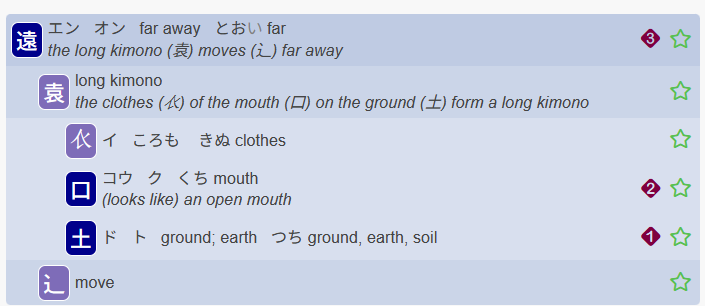 遠 エン オン far away とおい far 3
the long kimono (袁) moves (辶) far away
袁 long kimono
the clothes (𧘇) of the mouth (口) on the ground (土) form a long kimono
𧘇 イ ころも きぬ clothes
口 コウ ク くち mouth 2
(looks like) an open mouth
土 ド ト ground; earth つち ground, earth, soil 1
辶 move